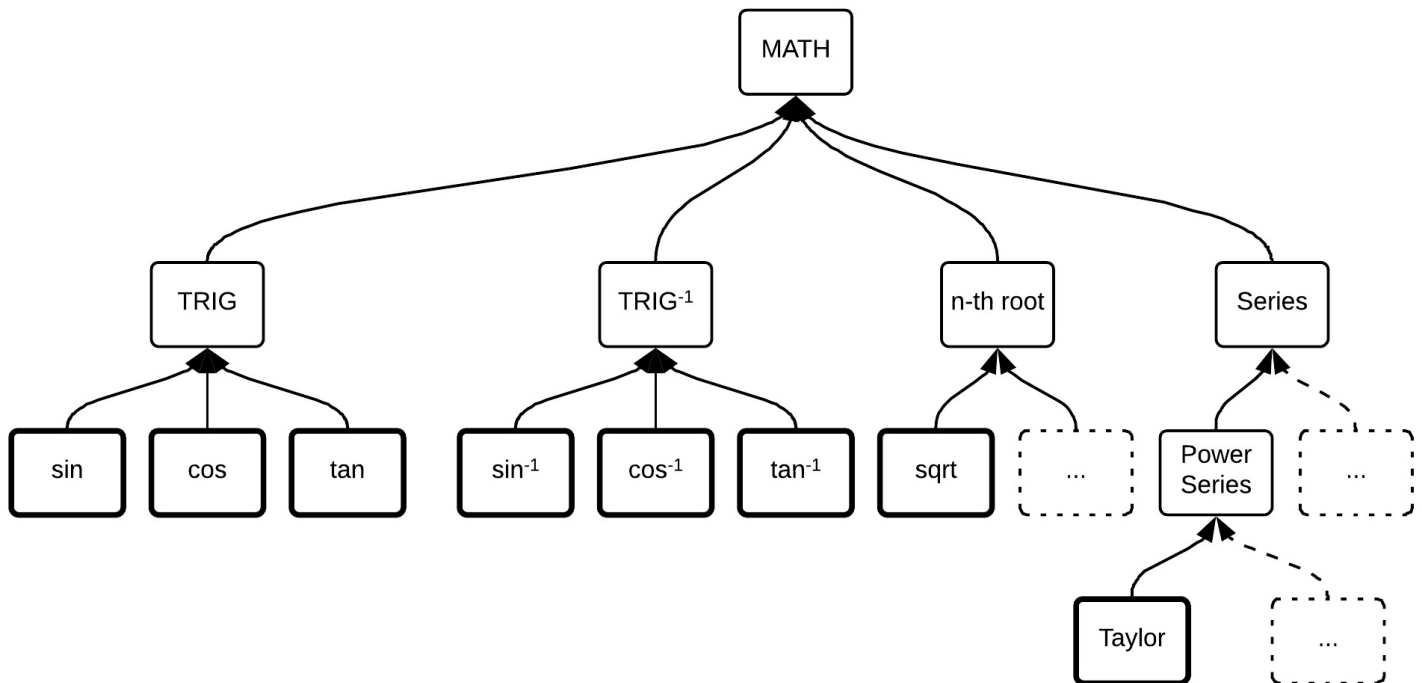 MATH
TRIG
TRIG-1
n-th root
Series
sin
cos
tan
sin-1
cos-1
tan-1
sqrt
...
Power
Series
...
Taylor
...